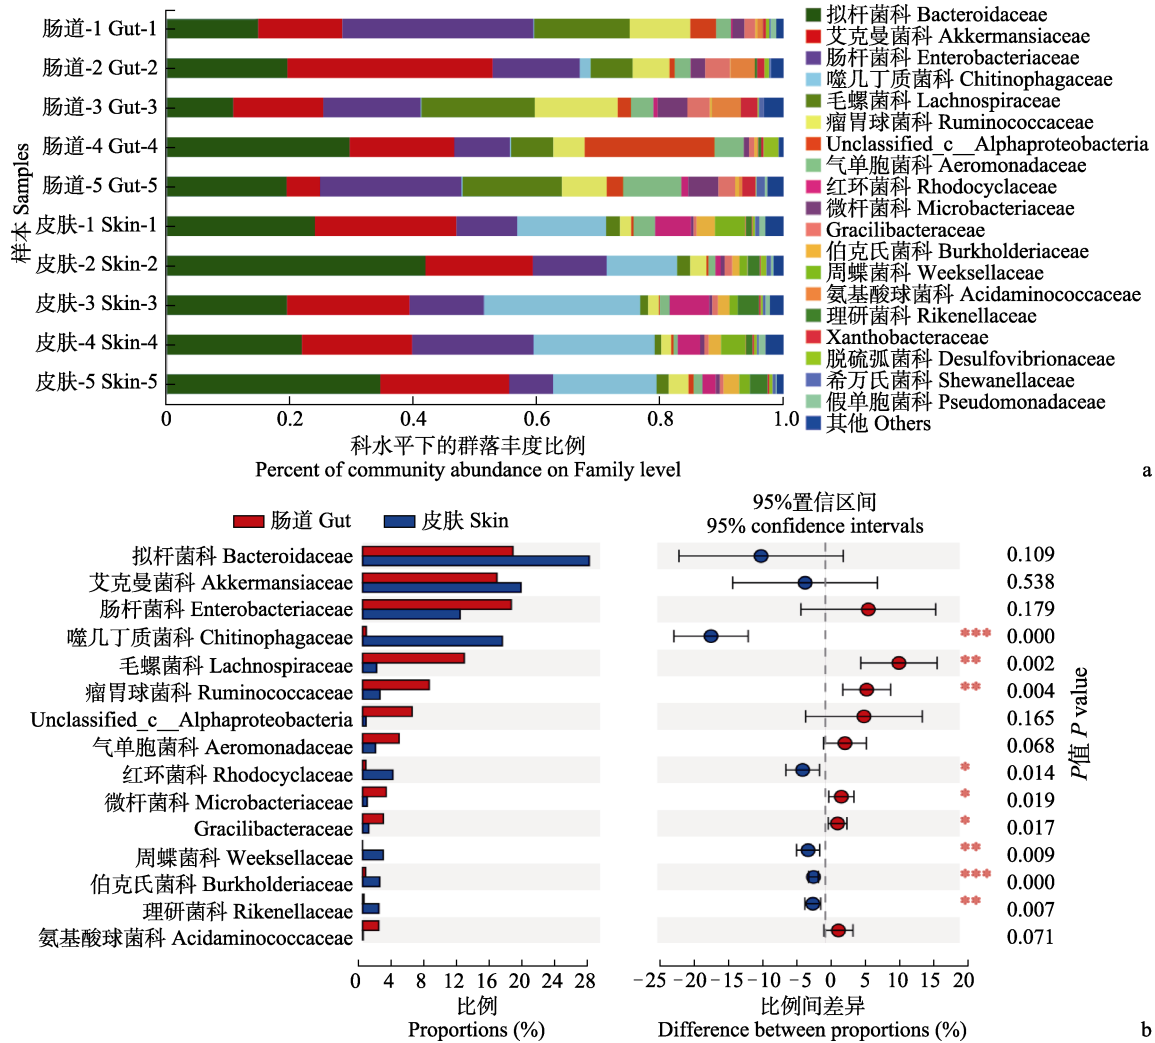 样本 Samples
肠道-1 Gut-1
肠道-2 Gut-2
肠道-3 Gut-3
肠道-4 Gut-4
肠道-5 Gut-5
皮肤-1 Skin-1
皮肤-2 Skin-2
皮肤-3 Skin-3
皮肤-4 Skin-4
皮肤-5 Skin-5
0 0.2 0.4 0.6 0.8 1.0
科水平下的群落丰度比例
Percent of community abundance on Family level
拟杆菌科 Bacteroidaceae
艾克曼菌科 Akkermansiaceae
肠杆菌科 Enterobacteriaceae
噬几丁质菌科 Chitinophagaceae
毛螺菌科 Lachnospiraceae
瘤胃球菌科 Ruminococcaceae
Unclassified_c__Alphaproteobacteria
气单胞菌科 Aeromonadaceae
红环菌科 Rhodocyclaceae
微杆菌科 Microbacteriaceae
Gracilibacteraceae
伯克氏菌科 Burkholderiaceae
周蝶菌科 Weeksellaceae
氨基酸球菌科 Acidaminococcaceae
理研菌科 Rikenellaceae
Xanthobacteraceae
脱硫弧菌科 Desulfovibrionaceae
希万氏菌科 Shewanellaceae
假单胞菌科 Pseudomonadaceae
其他 Others
a
肠道 Gut 皮肤 Skin
95%置信区间
95% confidence intervals
拟杆菌科 Bacteroidaceae 0.109
艾克曼菌科 Akkermansiaceae 0.538
肠杆菌科 Enterobacteriaceae 0.179
噬几丁质菌科 Chitinophagaceae *** 0.000
毛螺菌科 Lachnospiraceae ** 0.002
瘤胃球菌科 Ruminococcaceae ** 0.004
Unclassified_c__Alphaproteobacteria 0.165
气单胞菌科 Aeromonadaceae 0.068
红环菌科 Rhodocyclaceae * 0.014
微杆菌科 Microbacteriaceae * 0.019
Gracilibacteraceae * 0.017
周蝶菌科 Weeksellaceae ** 0.009
伯克氏菌科 Burkholderiaceae *** 0.000
理研菌科 Rikenellaceae ** 0.007
氨基酸球菌科 Acidaminococcaceae 0.071
P值 P value
0 4 8 12 16 20 24 28
比例
Proportions (%)
−25 −20 −15 −10 −5 0 5 10 15 20
比例间差异
Difference between proportions (%)
b